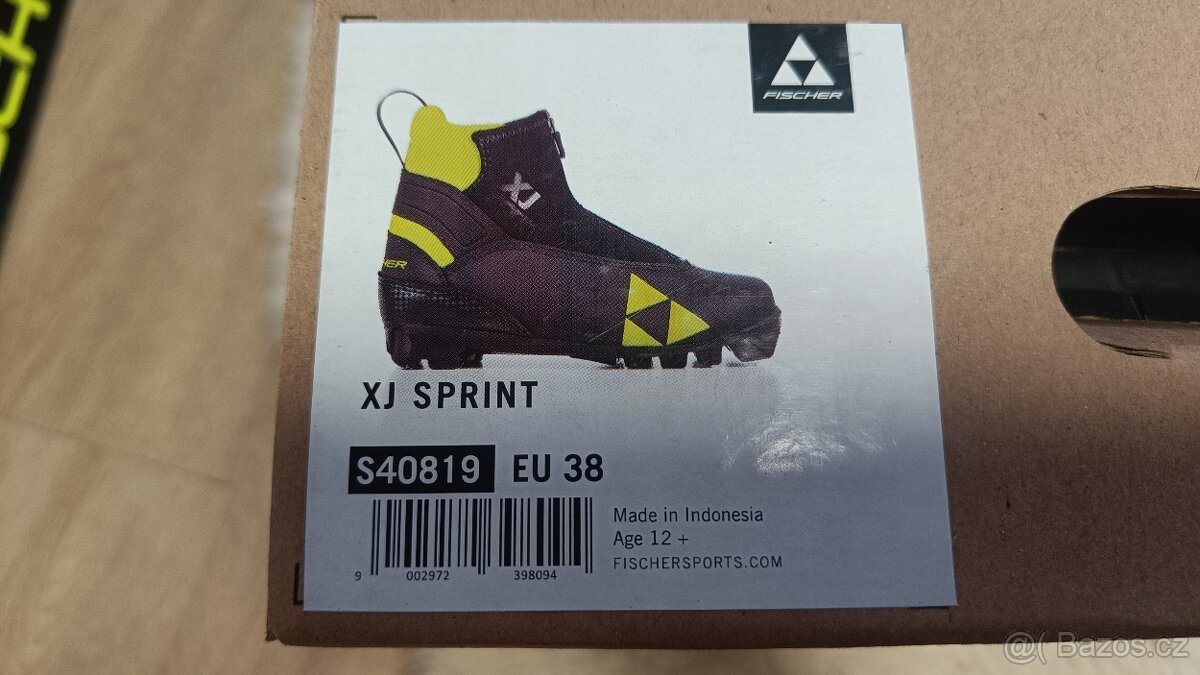 FISCHER
XJ
HER
XJ SPRINT
S40819 EU 38
Made in Indonesia
Age 12 +
FISCHERSPORTS.COM
9 002972 398094
@( Bazos.cz